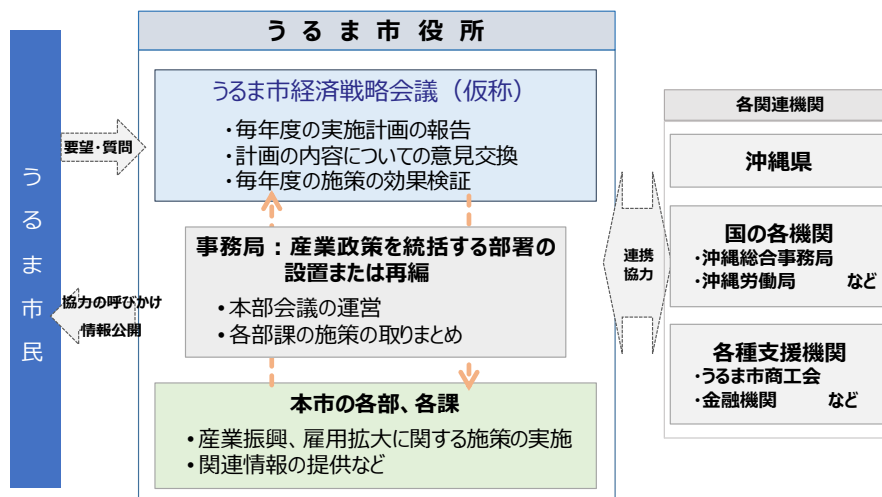 うるま市民
要望・質問
協力の呼びかけ
情報公開
うるま市役所
うるま市経済戦略会議（仮称）
・毎年度の実施計画の報告
・計画の内容についての意見交換
・毎年度の施策の効果検証
事務局：産業政策を統括する部署の
設置または再編
・本部会議の運営
・各部課の施策の取りまとめ
本市の各部、各課
・産業振興、雇用拡大に関する施策の実施
・関連情報の提供など
連携
協力
各関連機関
沖縄県
国の各機関
・沖縄総合事務局
・沖縄労働局 など
各種支援機関
・うるま市商工会
・金融機関 など